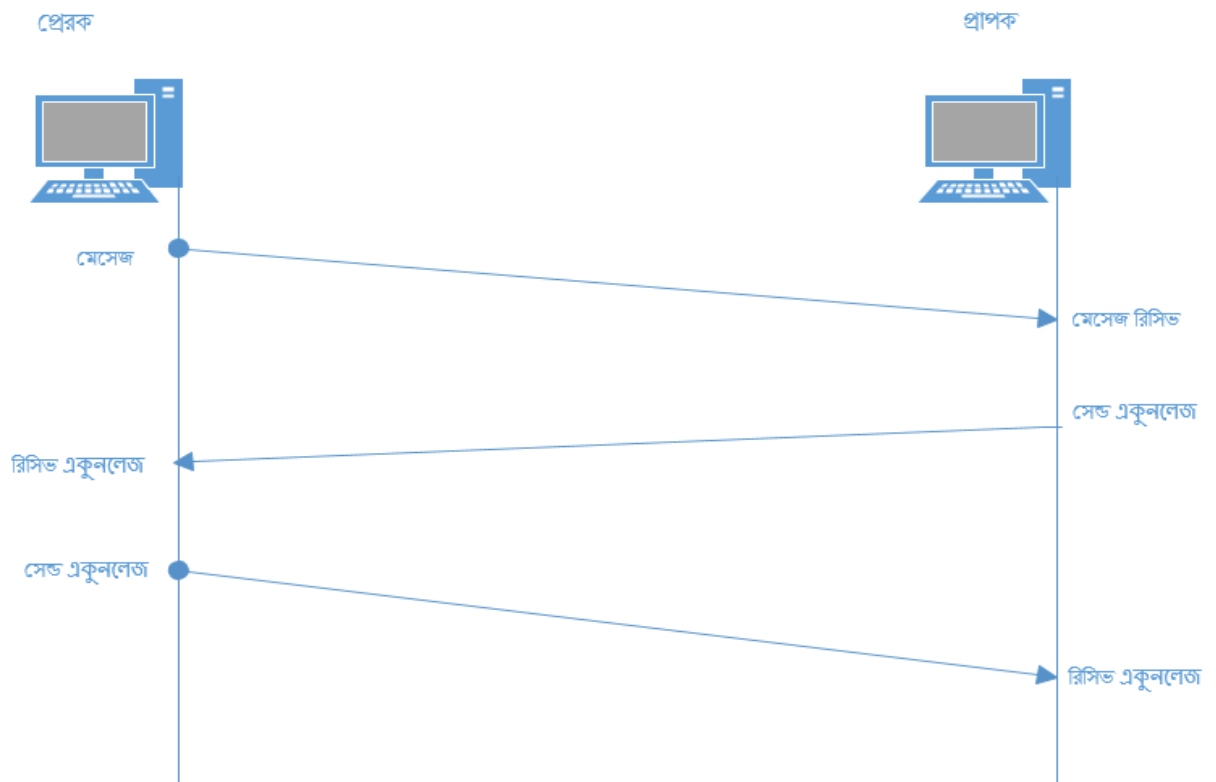 প্রেরক
প্রাপক
মেসেজ
মেসেজ রিসিভ
সেন্ড একুনলেজ
রিসিভ একুনলেজ
সেন্ড একুনলেজ
রিসিভ একুনলেজ